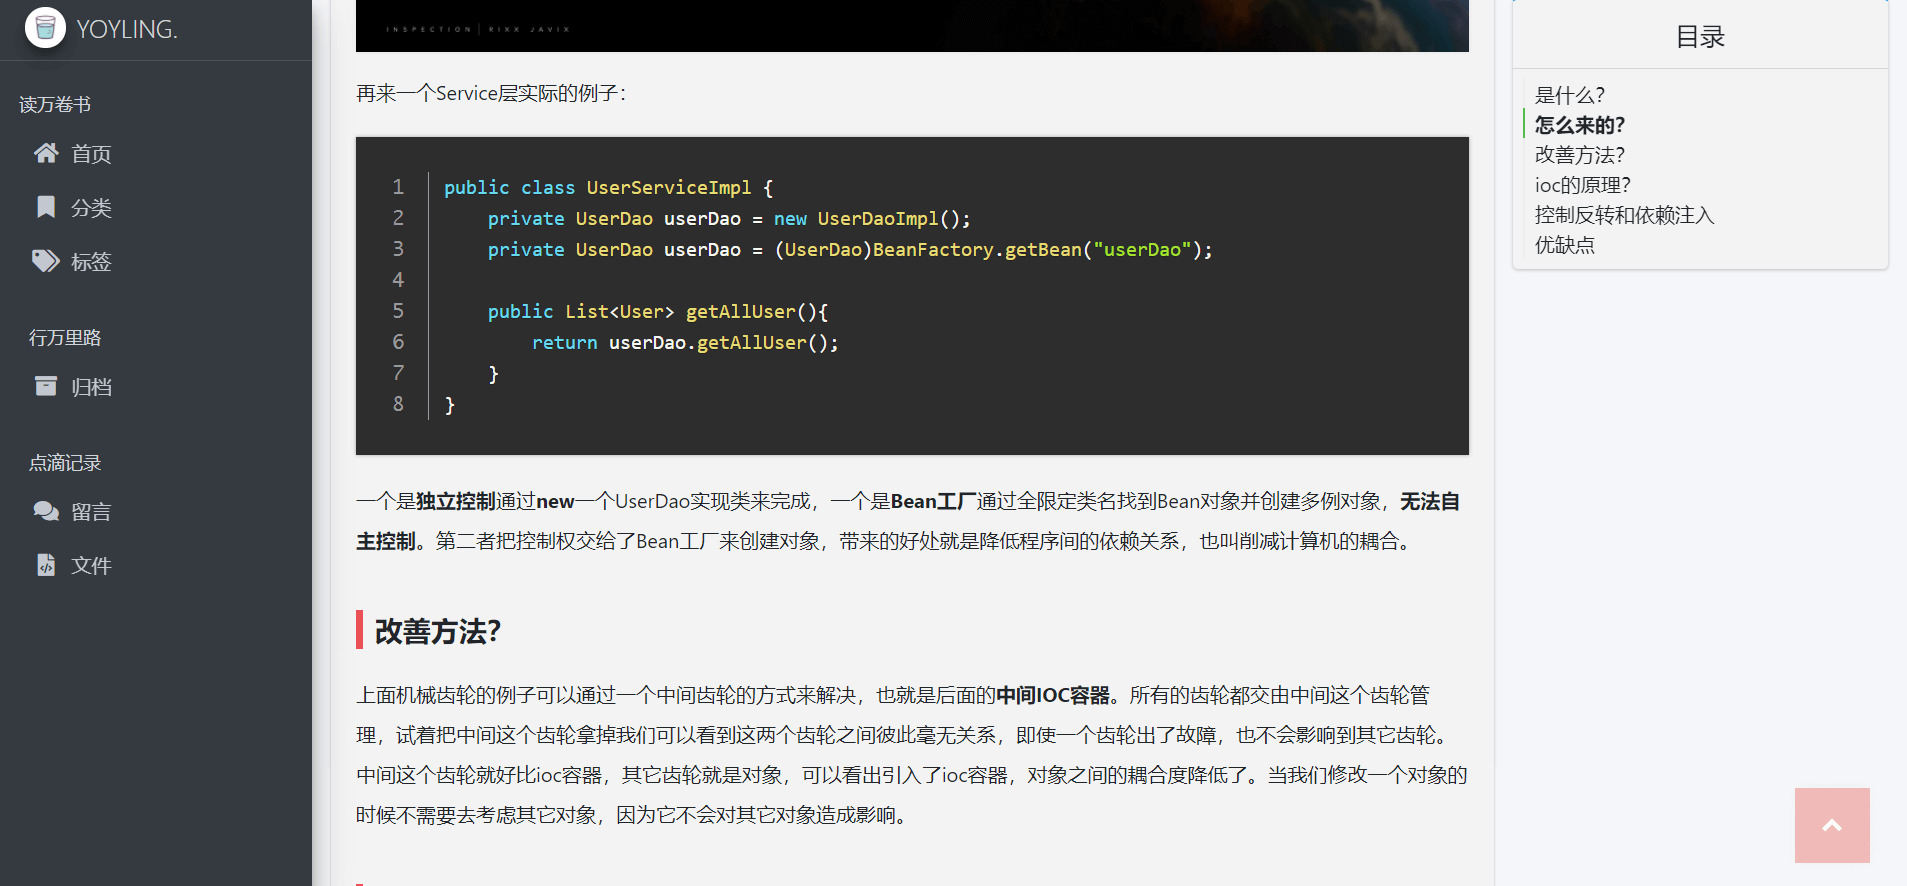 YOYLING.
读万卷书
首页
分类
标签
行万里路
归档
点滴记录
留言
文件
INSPECTION | RIXX JAVIX
再来一个Service层实际的例子：
1 public class UserServiceImpl {
2     private UserDao userDao = new UserDaoImpl();
3     private UserDao userDao = (UserDao)BeanFactory.getBean("userDao");
4
5     public List<User> getAllUser(){
6         return userDao.getAllUser();
7     }
8 }
一个是独立控制通过new一个UserDao实现类来完成，一个是Bean工厂通过全限定类名找到Bean对象并创建多例对象，无法自
主控制。第二者把控制权交给了Bean工厂来创建对象，带来的好处就是降低程序间的依赖关系，也叫削减计算机的耦合。
改善方法？
上面机械齿轮的例子可以通过一个中间齿轮的方式来解决，也就是后面的中间IOC容器。所有的齿轮都交由中间这个齿轮管
理，试着把中间这个齿轮拿掉我们可以看到这两个齿轮之间彼此毫无关系，即使一个齿轮出了故障，也不会影响到其它齿轮。
中间这个齿轮就好比ioc容器，其它齿轮就是对象，可以看出引入了ioc容器，对象之间的耦合度降低了。当我们修改一个对象的
时候不需要去考虑其它对象，因为它不会对其它对象造成影响。
目录
是什么？
怎么来的？
改善方法？
ioc的原理？
控制反转和依赖注入
优缺点